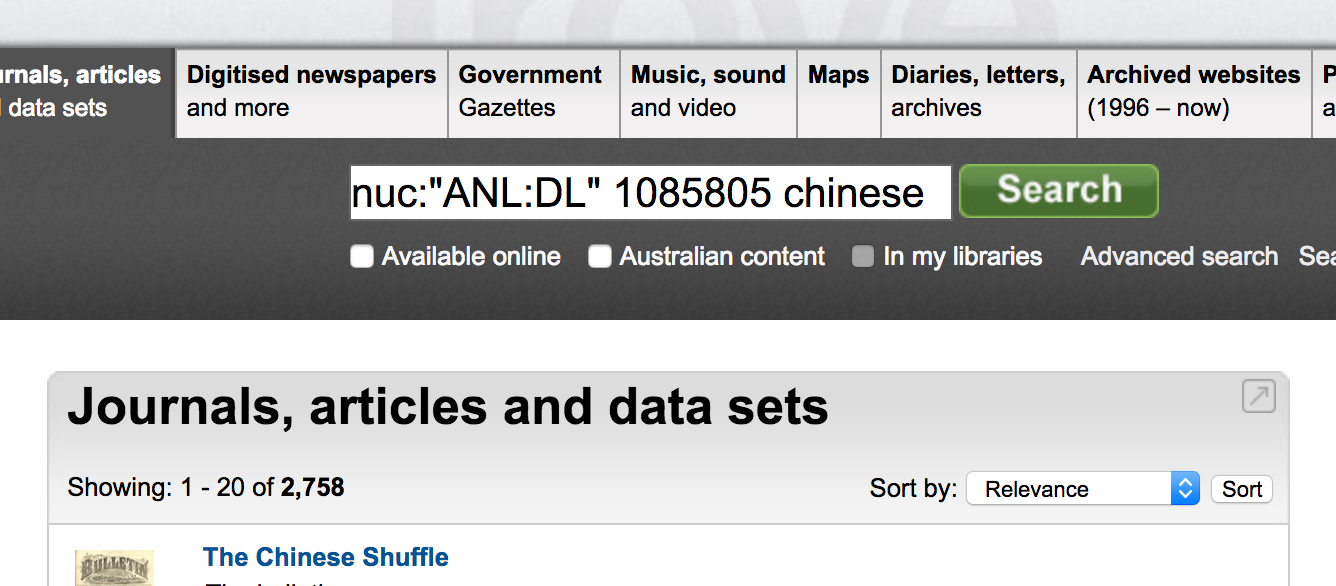 urnals, articles
data sets
Digitised newspapers
and more
Government
Gazettes
Music, sound
and video
Maps
Diaries, letters,
archives
Archived websites
(1996 – now)
P
a
nuc:"ANL:DL" 1085805 chinese
Search
Available online
Australian content
In my libraries
Advanced search
Sea
Journals, articles and data sets
Showing: 1 - 20 of 2,758
Sort by:
Relevance
Sort
BULLETIN
The Chinese Shuffle